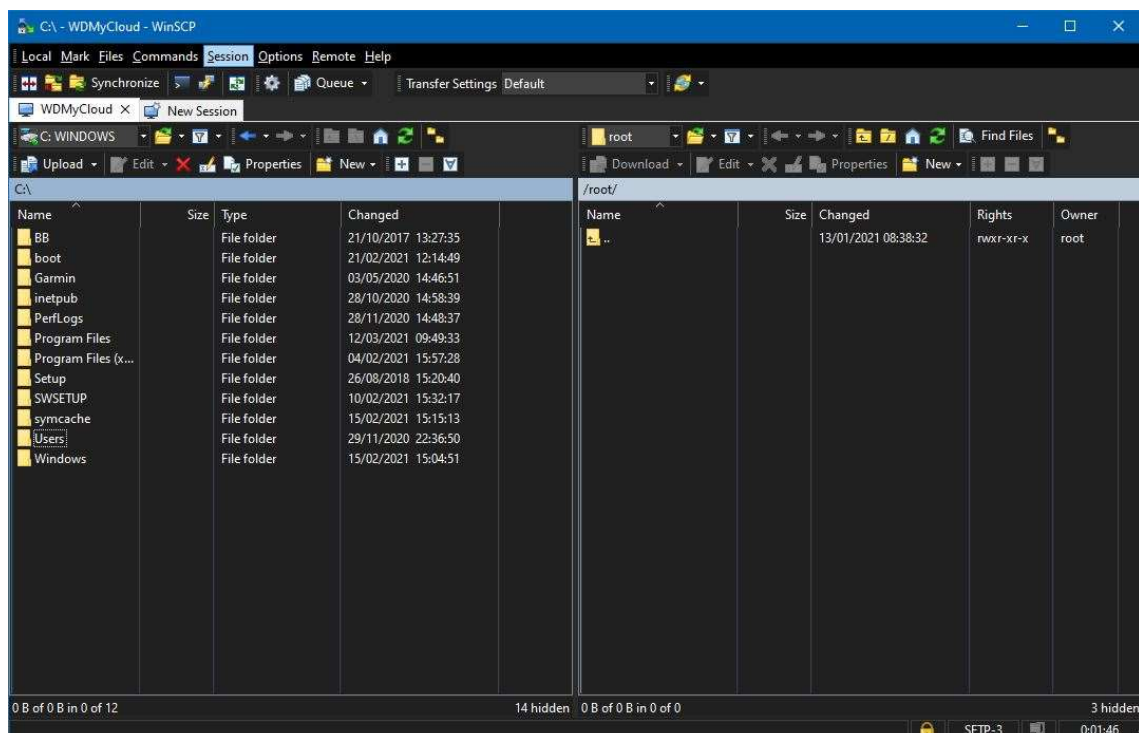 C:\ - WDMyCloud - WinSCP
Local Mark Files Commands Session Options Remote Help
Synchronize Queue Transfer Settings Default
WDMyCloud New Session
C: WINDOWS root Find Files
Upload Edit Properties New Download Edit Properties New
C:\ /root/
Name Size Type Changed Name Size Changed Rights Owner
BB File folder 21/10/2017 13:27:35 .. 13/01/2021 08:38:32 rwxr-xr-x root
boot File folder 21/02/2021 12:14:49
Garmin File folder 03/05/2020 14:46:51
inetpub File folder 28/10/2020 14:58:39
PerfLogs File folder 28/11/2020 14:48:37
Program Files File folder 12/03/2021 09:49:33
Program Files (x... File folder 04/02/2021 15:57:28
Setup File folder 26/08/2018 15:20:40
SWSETUP File folder 10/02/2021 15:32:17
symcache File folder 15/02/2021 15:15:13
Users File folder 29/11/2020 22:36:50
Windows File folder 15/02/2021 15:04:51
0 B of 0 B in 0 of 12 14 hidden 0 B of 0 B in 0 of 0 3 hidden
SFTP-3 0:01:46